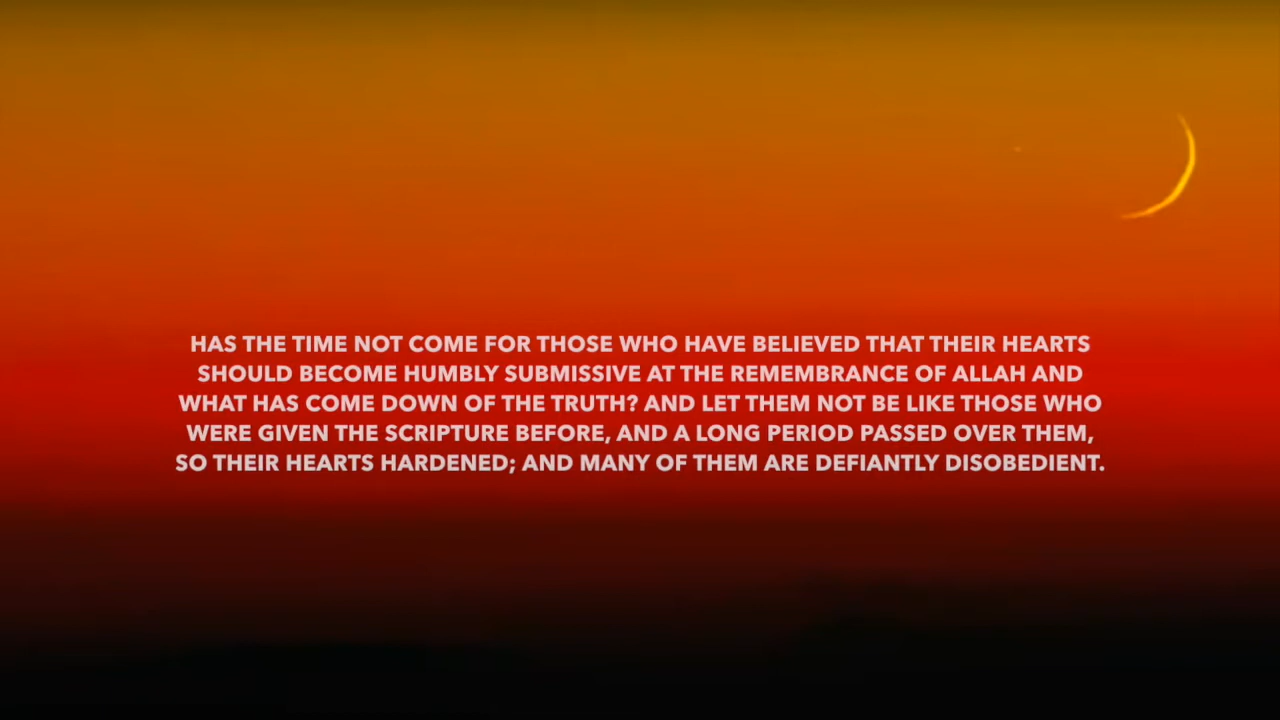 HAS THE TIME NOT COME FOR THOSE WHO HAVE BELIEVED THAT THEIR HEARTS
SHOULD BECOME HUMBLY SUBMISSIVE AT THE REMEMBRANCE OF ALLAH AND
WHAT HAS COME DOWN OF THE TRUTH? AND LET THEM NOT BE LIKE THOSE WHO
WERE GIVEN THE SCRIPTURE BEFORE, AND A LONG PERIOD PASSED OVER THEM,
SO THEIR HEARTS HARDENED; AND MANY OF THEM ARE DEFIANTLY DISOBEDIENT.